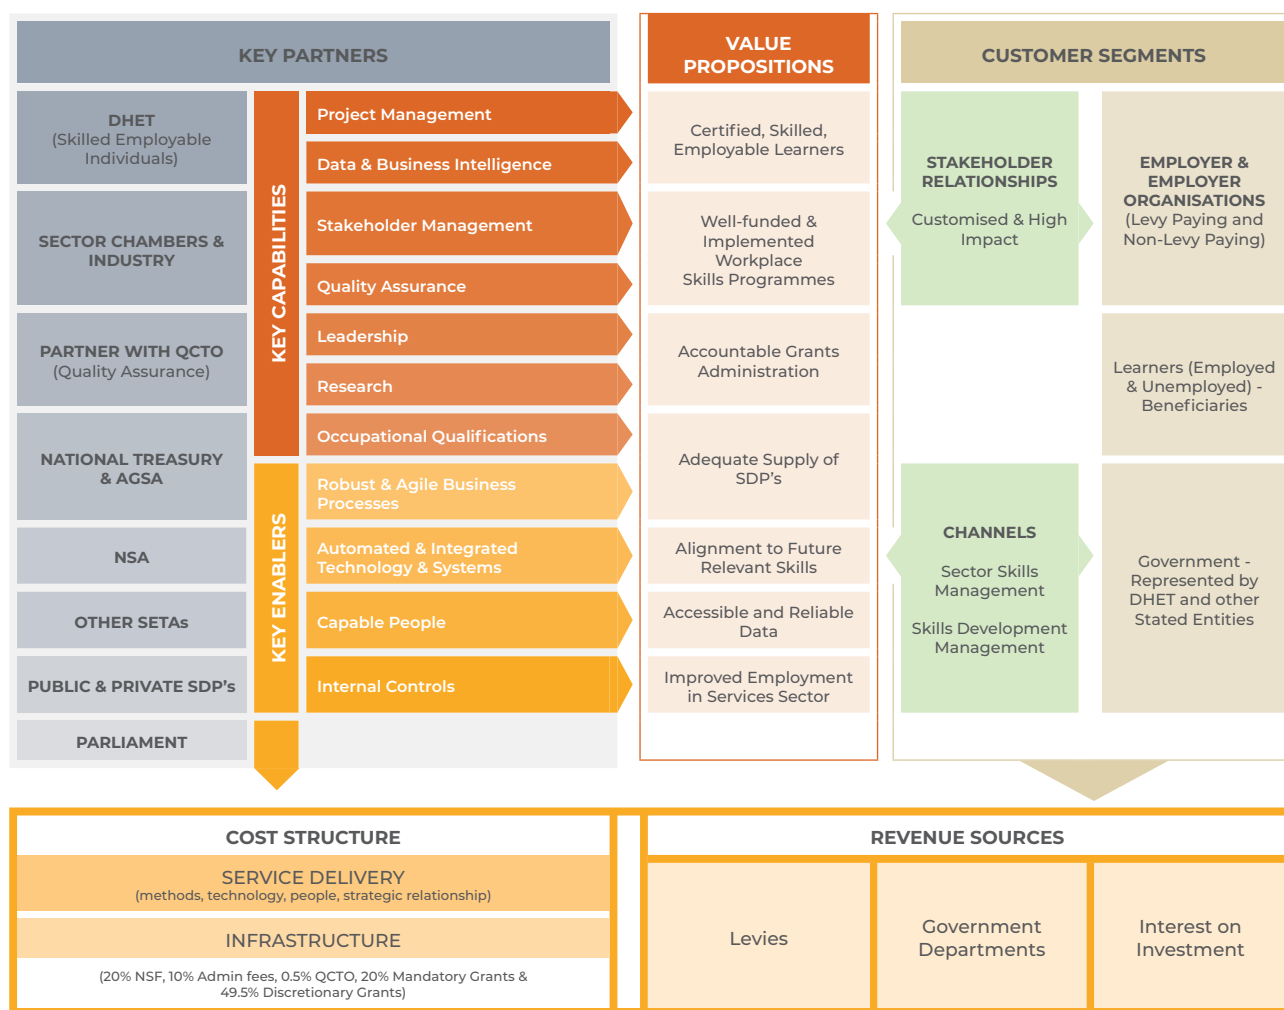 KEY PARTNERS
DHET
(Skilled Employable
Individuals)
SECTOR CHAMBERS &
INDUSTRY
PARTNER WITH QCTO
(Quality Assurance)
NATIONAL TREASURY
& AGSA
NSA
OTHER SETAs
PUBLIC & PRIVATE SDP's
PARLIAMENT
KEY CAPABILITIES
Project Management
Data & Business Intelligence
Stakeholder Management
Quality Assurance
Leadership
Research
Occupational Qualifications
KEY ENABLERS
Robust & Agile Business
Processes
Automated & Integrated
Technology & Systems
Capable People
Internal Controls
VALUE
PROPOSITIONS
Certified, Skilled,
Employable Learners
Well-funded &
Implemented
Workplace
Skills Programmes
Accountable Grants
Administration
Adequate Supply of
SDP's
Alignment to Future
Relevant Skills
Accessible and Reliable
Data
Improved Employment
in Services Sector
CUSTOMER SEGMENTS
STAKEHOLDER
RELATIONSHIPS
Customised & High
Impact
CHANNELS
Sector Skills
Management
Skills Development
Management
EMPLOYER &
EMPLOYER
ORGANISATIONS
(Levy Paying and
Non-Levy Paying)
Learners (Employed
& Unemployed) -
Beneficiaries
Government -
Represented by
DHET and other
Stated Entities
COST STRUCTURE
SERVICE DELIVERY
(methods, technology, people, strategic relationship)
INFRASTRUCTURE
(20% NSF, 10% Admin fees, 0.5% QCTO, 20% Mandatory Grants &
49.5% Discretionary Grants)
REVENUE SOURCES
Levies
Government
Departments
Interest on
Investment